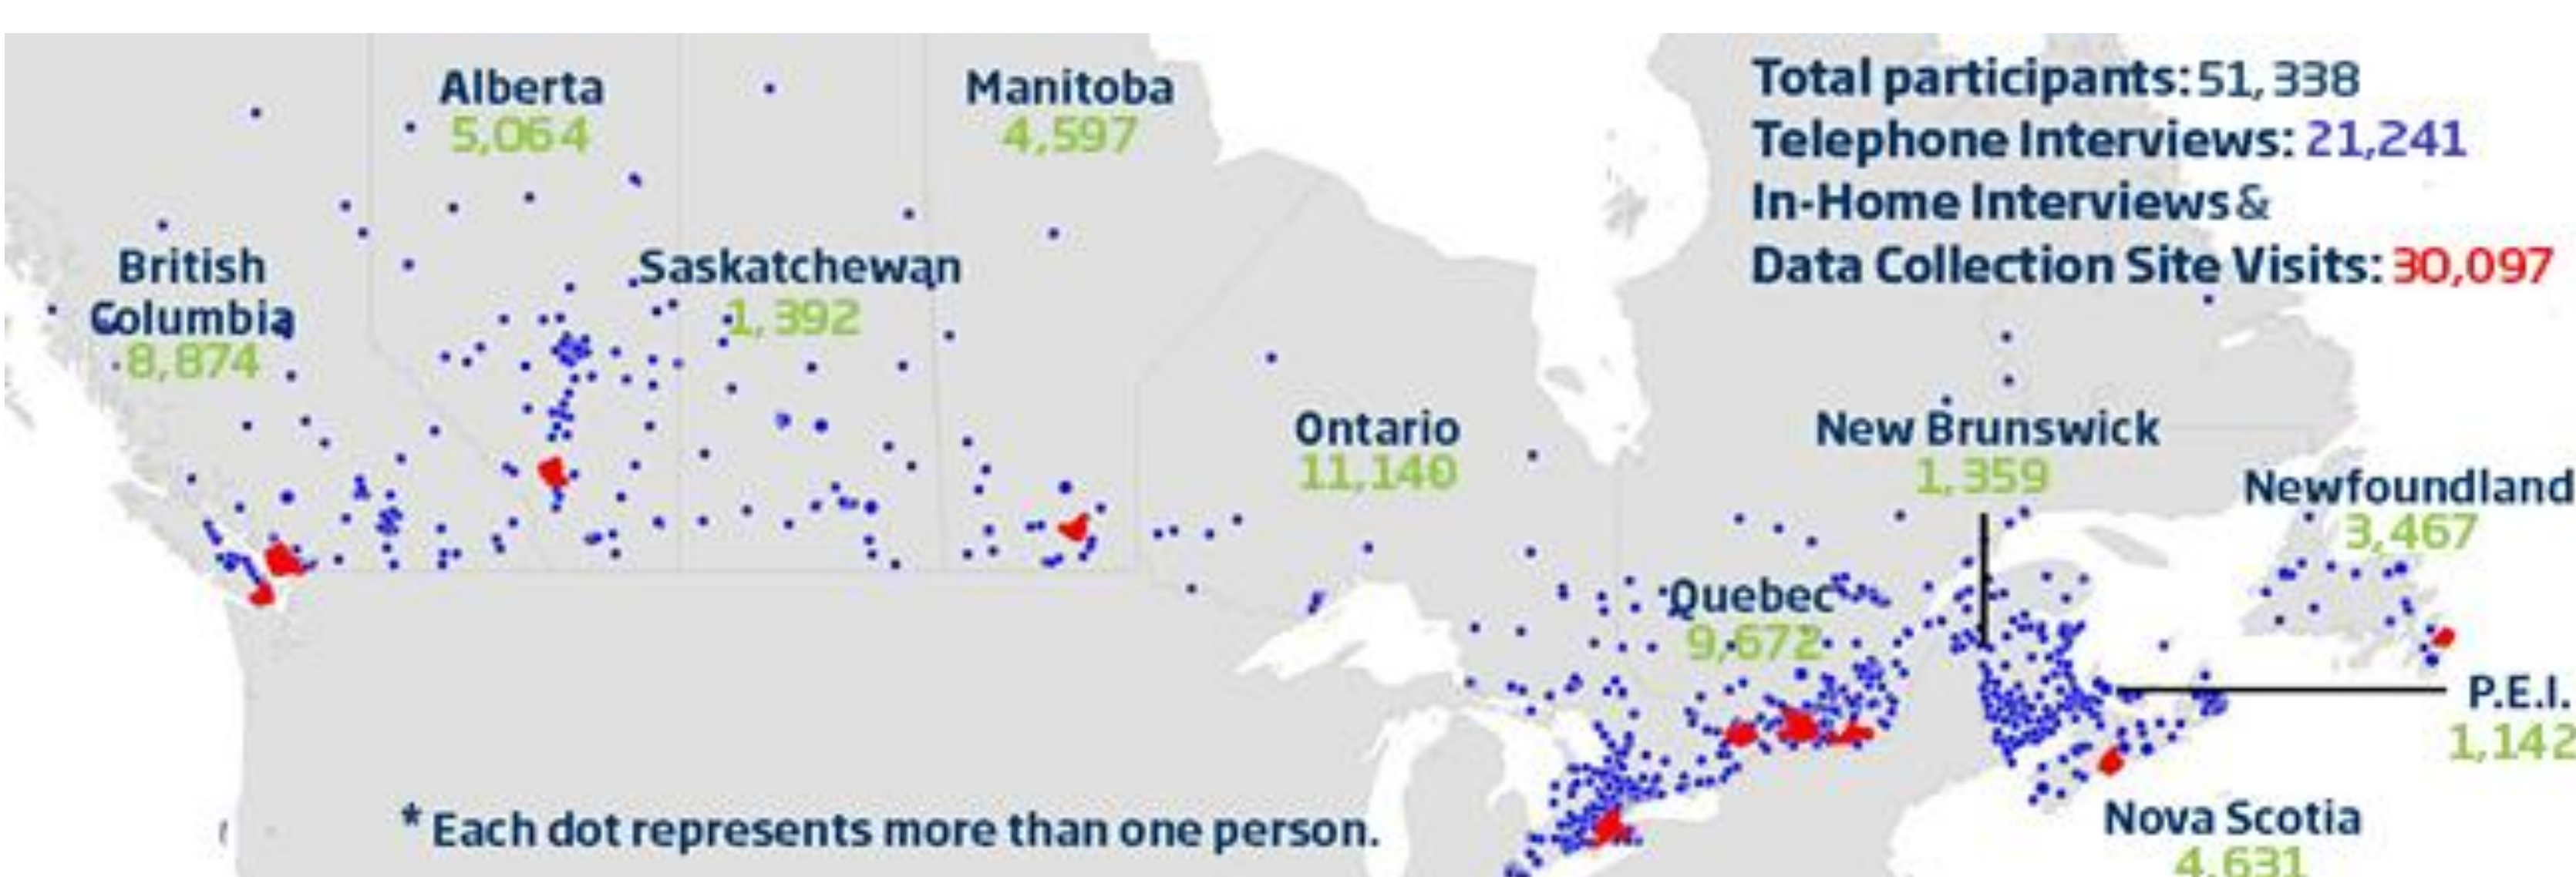 Alberta
5,064
Manitoba
4,597
Total participants: 51,338
Telephone Interviews: 21,241
In-Home Interviews &
Data Collection Site Visits: 30,097
British
Columbia
8,874
Saskatchewan
1,392
Ontario
11,140
New Brunswick
1,359
Newfoundland
3,467
Quebec
9,672
P.E.I.
1,142
Nova Scotia
4,631
* Each dot represents more than one person.